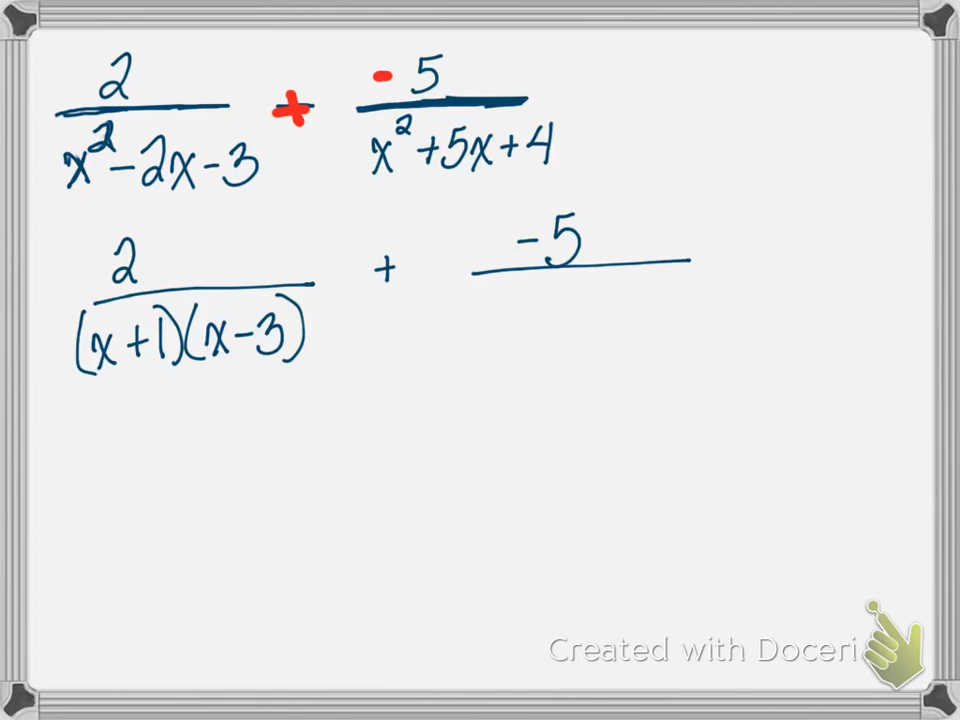 2 + -5
x² - 2x - 3 x² + 5x + 4
2 + -5
(x+1)(x-3)
Created with Doceri